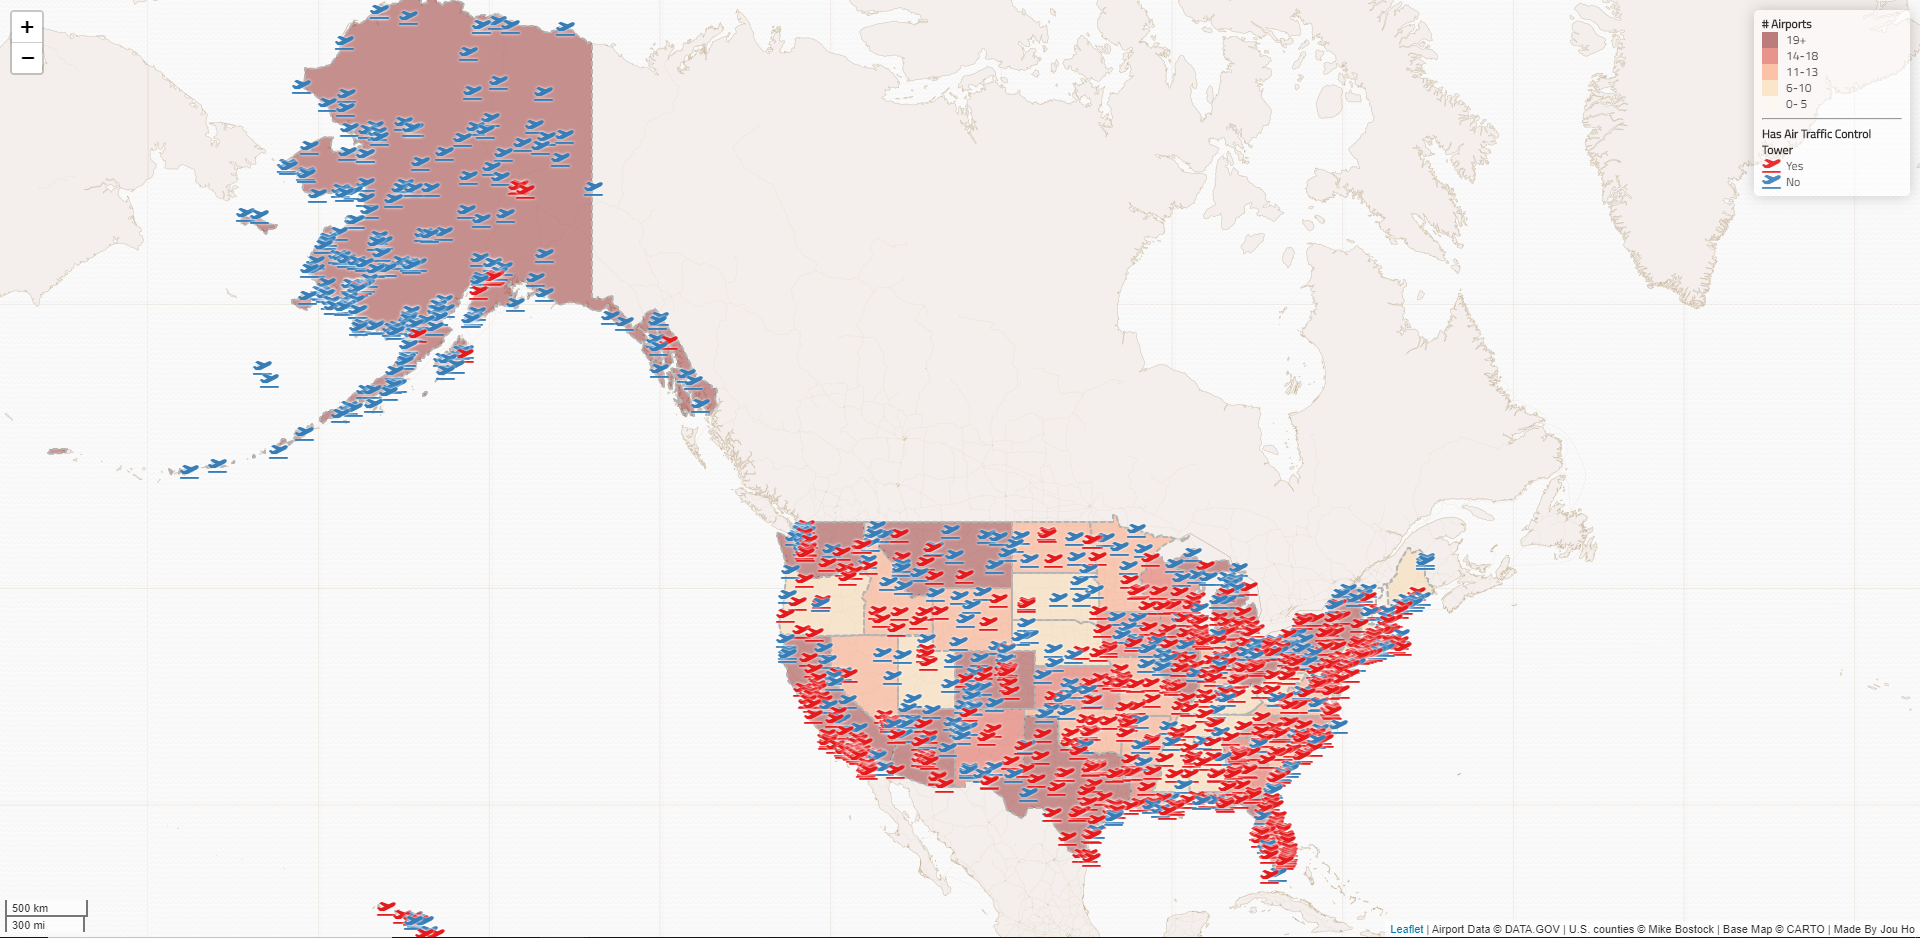 +
−
# Airports
19+
14-18
11-13
6-10
0- 5
Has Air Traffic Control
Tower
Yes
No
500 km
300 mi
Leaflet | Airport Data © DATA.GOV | U.S. counties © Mike Bostock | Base Map © CARTO | Made By Jou Ho